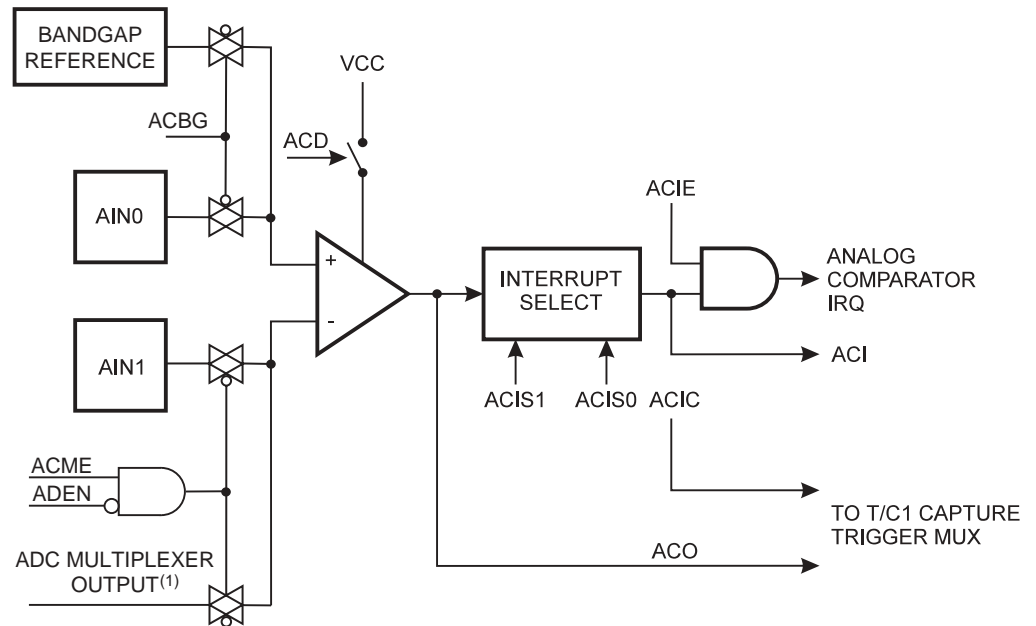 BANDGAP
REFERENCE
VCC
ACBG
ACD
AIN0
ACIE
+
INTERRUPT
SELECT
ANALOG
COMPARATOR
IRQ
-
AIN1
ACI
ACIS1
ACIS0
ACIC
ACME
ADEN
TO T/C1 CAPTURE
TRIGGER MUX
ADC MULTIPLEXER
OUTPUT(1)
ACO